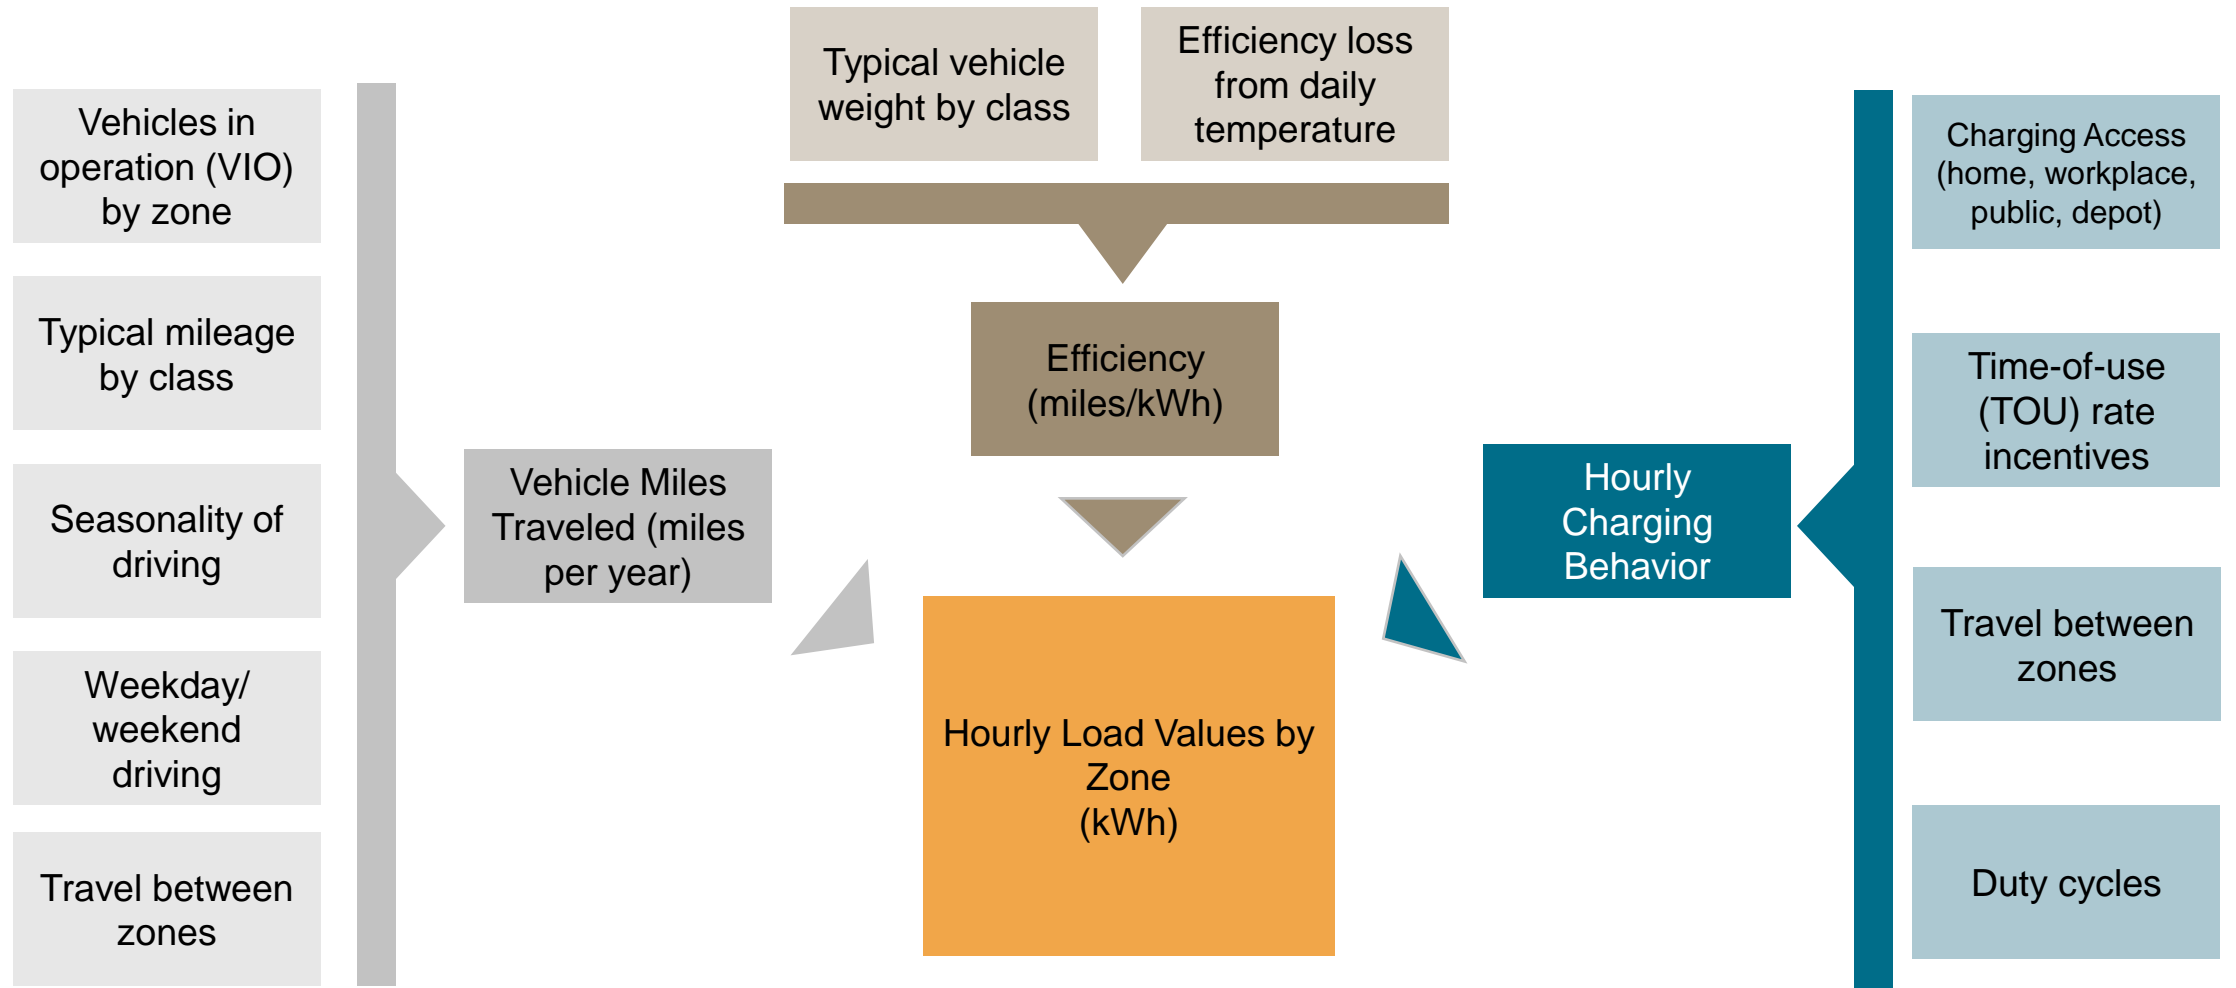 Vehicles in
operation (VIO)
by zone
Typical mileage
by class
Seasonality of
driving
Weekday/
weekend
driving
Travel between
zones
Vehicle Miles
Traveled (miles
per year)
Typical vehicle
weight by class
Efficiency loss
from daily
temperature
Efficiency
(miles/kWh)
Hourly Load Values by
Zone
(kWh)
Hourly
Charging
Behavior
Charging Access
(home, workplace,
public, depot)
Time-of-use
(TOU) rate
incentives
Travel between
zones
Duty cycles